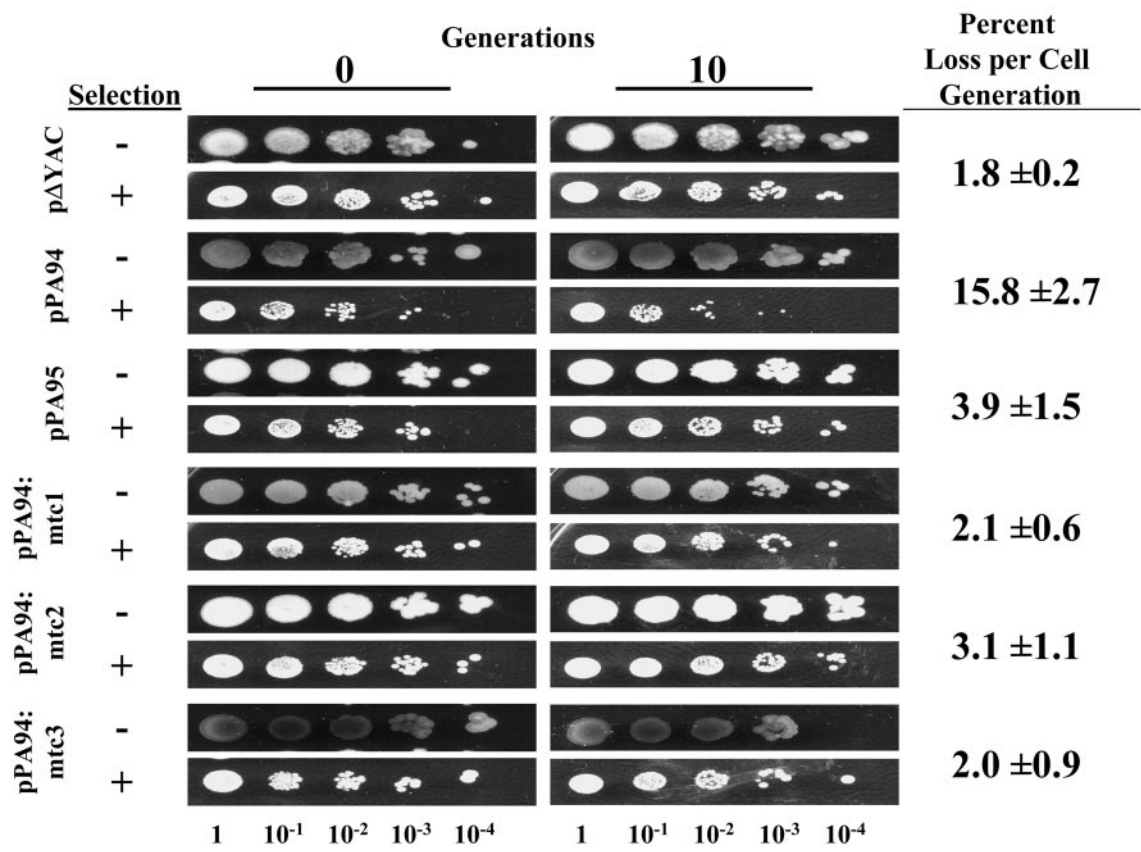 Generations
Percent
Loss per Cell
Generation
0
10
Selection
pΔYAC
-
+
1.8 ±0.2
pPA94
-
+
15.8 ±2.7
pPA95
-
+
3.9 ±1.5
pPA94:
mtc1
-
+
2.1 ±0.6
pPA94:
mtc2
-
+
3.1 ±1.1
pPA94:
mtc3
-
+
2.0 ±0.9
1 10⁻¹ 10⁻² 10⁻³ 10⁻⁴ 1 10⁻¹ 10⁻² 10⁻³ 10⁻⁴